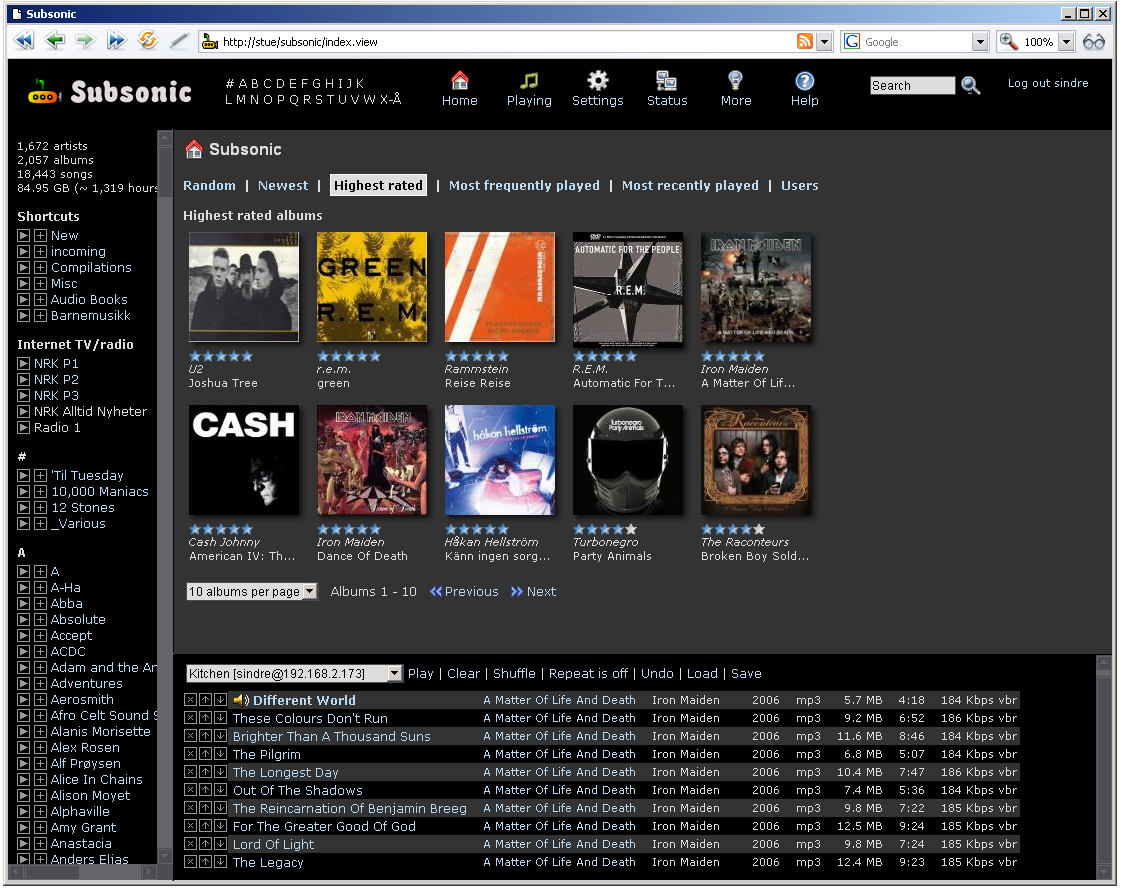 Subsonic
http://stue/subsonic/index.view
Google
100%
Subsonic
# A B C D E F G H I J K
L M N O P Q R S T U V W X-Å
Home
Playing
Settings
Status
More
Help
Search
Log out sindre
1,672 artists
2,057 albums
18,443 songs
84.95 GB (~ 1,319 hours
Shortcuts
New
incoming
Compilations
Misc
Audio Books
Barnemusikk
Internet TV/radio
NRK P1
NRK P2
NRK P3
NRK Alltid Nyheter
Radio 1
#
'Til Tuesday
10,000 Maniacs
12 Stones
_Various
A
A
A-Ha
Abba
Absolute
Accept
ACDC
Adam and the An
Adventures
Aerosmith
Afro Celt Sound S
Alanis Morisette
Alex Rosen
Alf Prøysen
Alice In Chains
Alison Moyet
Alphaville
Amy Grant
Anastacia
Anders Elias
Subsonic
Random | Newest | Highest rated | Most frequently played | Most recently played | Users
Highest rated albums
GREEN
R. E. M.
RAMMSTEIN
AUTOMATIC FOR THE PEOPLE
R.E.M.
IRON MAIDEN
A MATTER OF LIFE AND DEATH
U2
Joshua Tree
r.e.m.
green
Rammstein
Reise Reise
R.E.M.
Automatic For T...
Iron Maiden
A Matter Of Lif...
CASH
IRON MAIDEN
Dance of Death
håkan hellström
Turbonegro
Party Animals
Raconteurs
Cash Johnny
American IV: Th...
Iron Maiden
Dance Of Death
Håkan Hellström
Känn ingen sorg...
Turbonegro
Party Animals
The Raconteurs
Broken Boy Sold...
10 albums per page
Albums 1 - 10
Previous
Next
Kitchen [sindre@192.168.2.173]
Play | Clear | Shuffle | Repeat is off | Undo | Load | Save
Different World A Matter Of Life And Death Iron Maiden 2006 mp3 5.7 MB 4:18 184 Kbps vbr
These Colours Don't Run A Matter Of Life And Death Iron Maiden 2006 mp3 9.2 MB 6:52 186 Kbps vbr
Brighter Than A Thousand Suns A Matter Of Life And Death Iron Maiden 2006 mp3 11.6 MB 8:46 184 Kbps vbr
The Pilgrim A Matter Of Life And Death Iron Maiden 2006 mp3 6.8 MB 5:07 184 Kbps vbr
The Longest Day A Matter Of Life And Death Iron Maiden 2006 mp3 10.4 MB 7:47 186 Kbps vbr
Out Of The Shadows A Matter Of Life And Death Iron Maiden 2006 mp3 7.4 MB 5:36 184 Kbps vbr
The Reincarnation Of Benjamin Breeg A Matter Of Life And Death Iron Maiden 2006 mp3 9.8 MB 7:22 185 Kbps vbr
For The Greater Good Of God A Matter Of Life And Death Iron Maiden 2006 mp3 12.5 MB 9:24 185 Kbps vbr
Lord Of Light A Matter Of Life And Death Iron Maiden 2006 mp3 9.8 MB 7:24 185 Kbps vbr
The Legacy A Matter Of Life And Death Iron Maiden 2006 mp3 12.4 MB 9:23 185 Kbps vbr